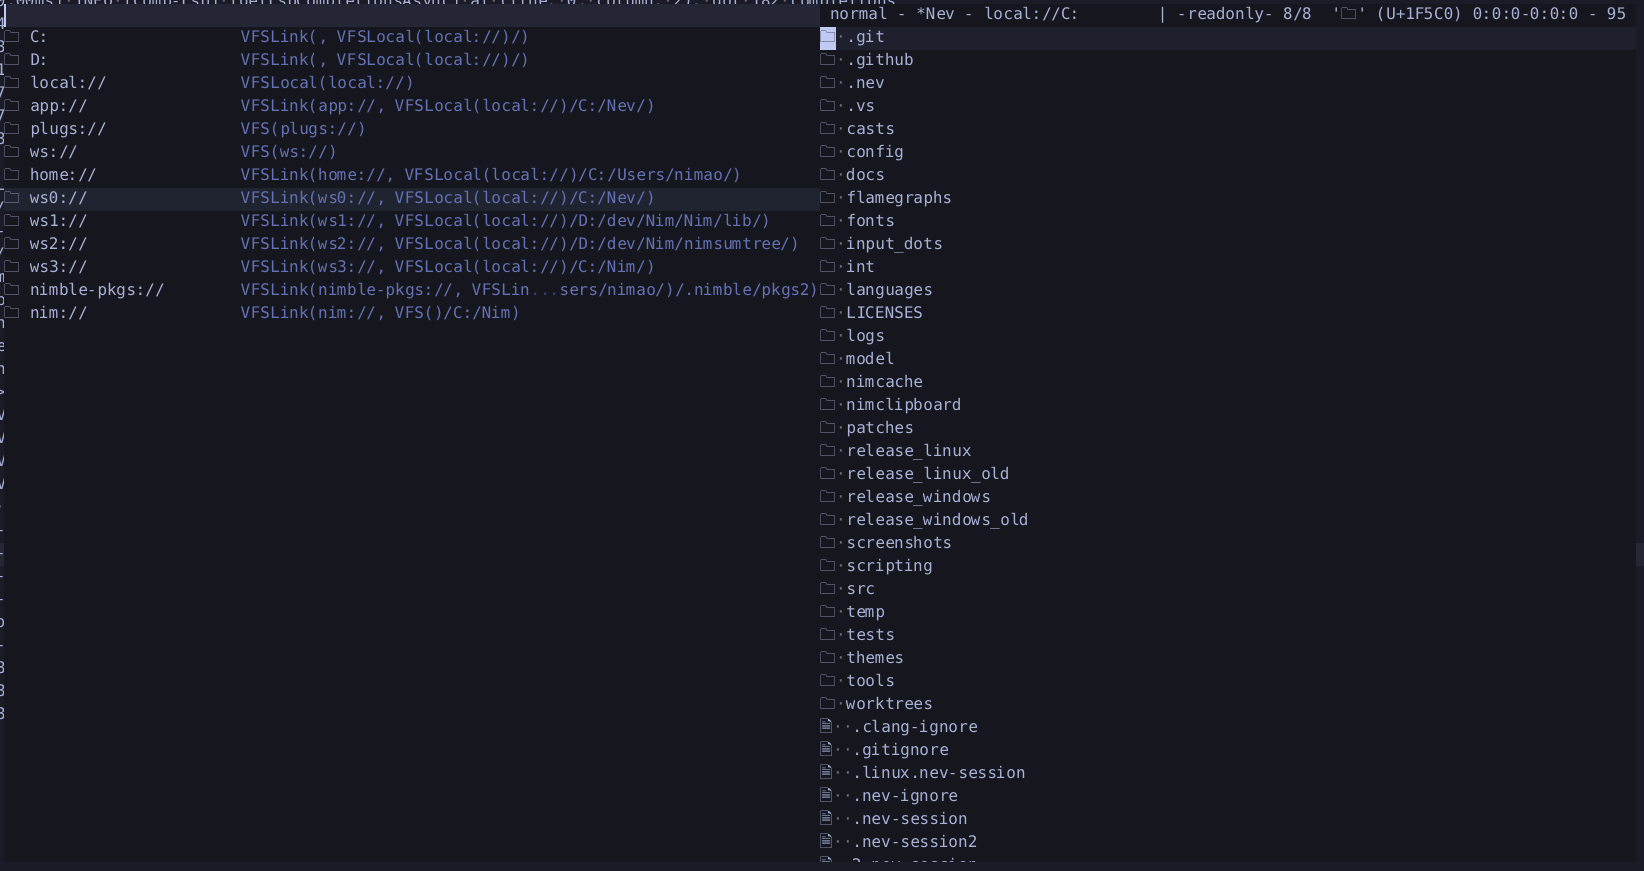 normal - *Nev - local://C: | -readonly- 8/8 '🗀' (U+1F5C0) 0:0:0-0:0:0 - 95
C: VFSLink(, VFSLocal(local://)/)
D: VFSLink(, VFSLocal(local://)/)
local:// VFSLocal(local://)
app:// VFSLink(app://, VFSLocal(local://)/C:/Nev/)
plugs:// VFS(plugs://)
ws:// VFS(ws://)
home:// VFSLink(home://, VFSLocal(local://)/C:/Users/nimao/)
ws0:// VFSLink(ws0://, VFSLocal(local://)/C:/Nev/)
ws1:// VFSLink(ws1://, VFSLocal(local://)/D:/dev/Nim/Nim/lib/)
ws2:// VFSLink(ws2://, VFSLocal(local://)/D:/dev/Nim/nimsumtree/)
ws3:// VFSLink(ws3://, VFSLocal(local://)/C:/Nim/)
nimble-pkgs:// VFSLink(nimble-pkgs://, VFSLin...sers/nimao/)/.nimble/pkgs2)
nim:// VFSLink(nim://, VFS()/C:/Nim)
.git
.github
.nev
.vs
casts
config
docs
flamegraphs
fonts
input_dots
int
languages
LICENSES
logs
model
nimcache
nimclipboard
patches
release_linux
release_linux_old
release_windows
release_windows_old
screenshots
scripting
src
temp
tests
themes
tools
worktrees
.clang-ignore
.gitignore
.linux.nev-session
.nev-ignore
.nev-session
.nev-session2